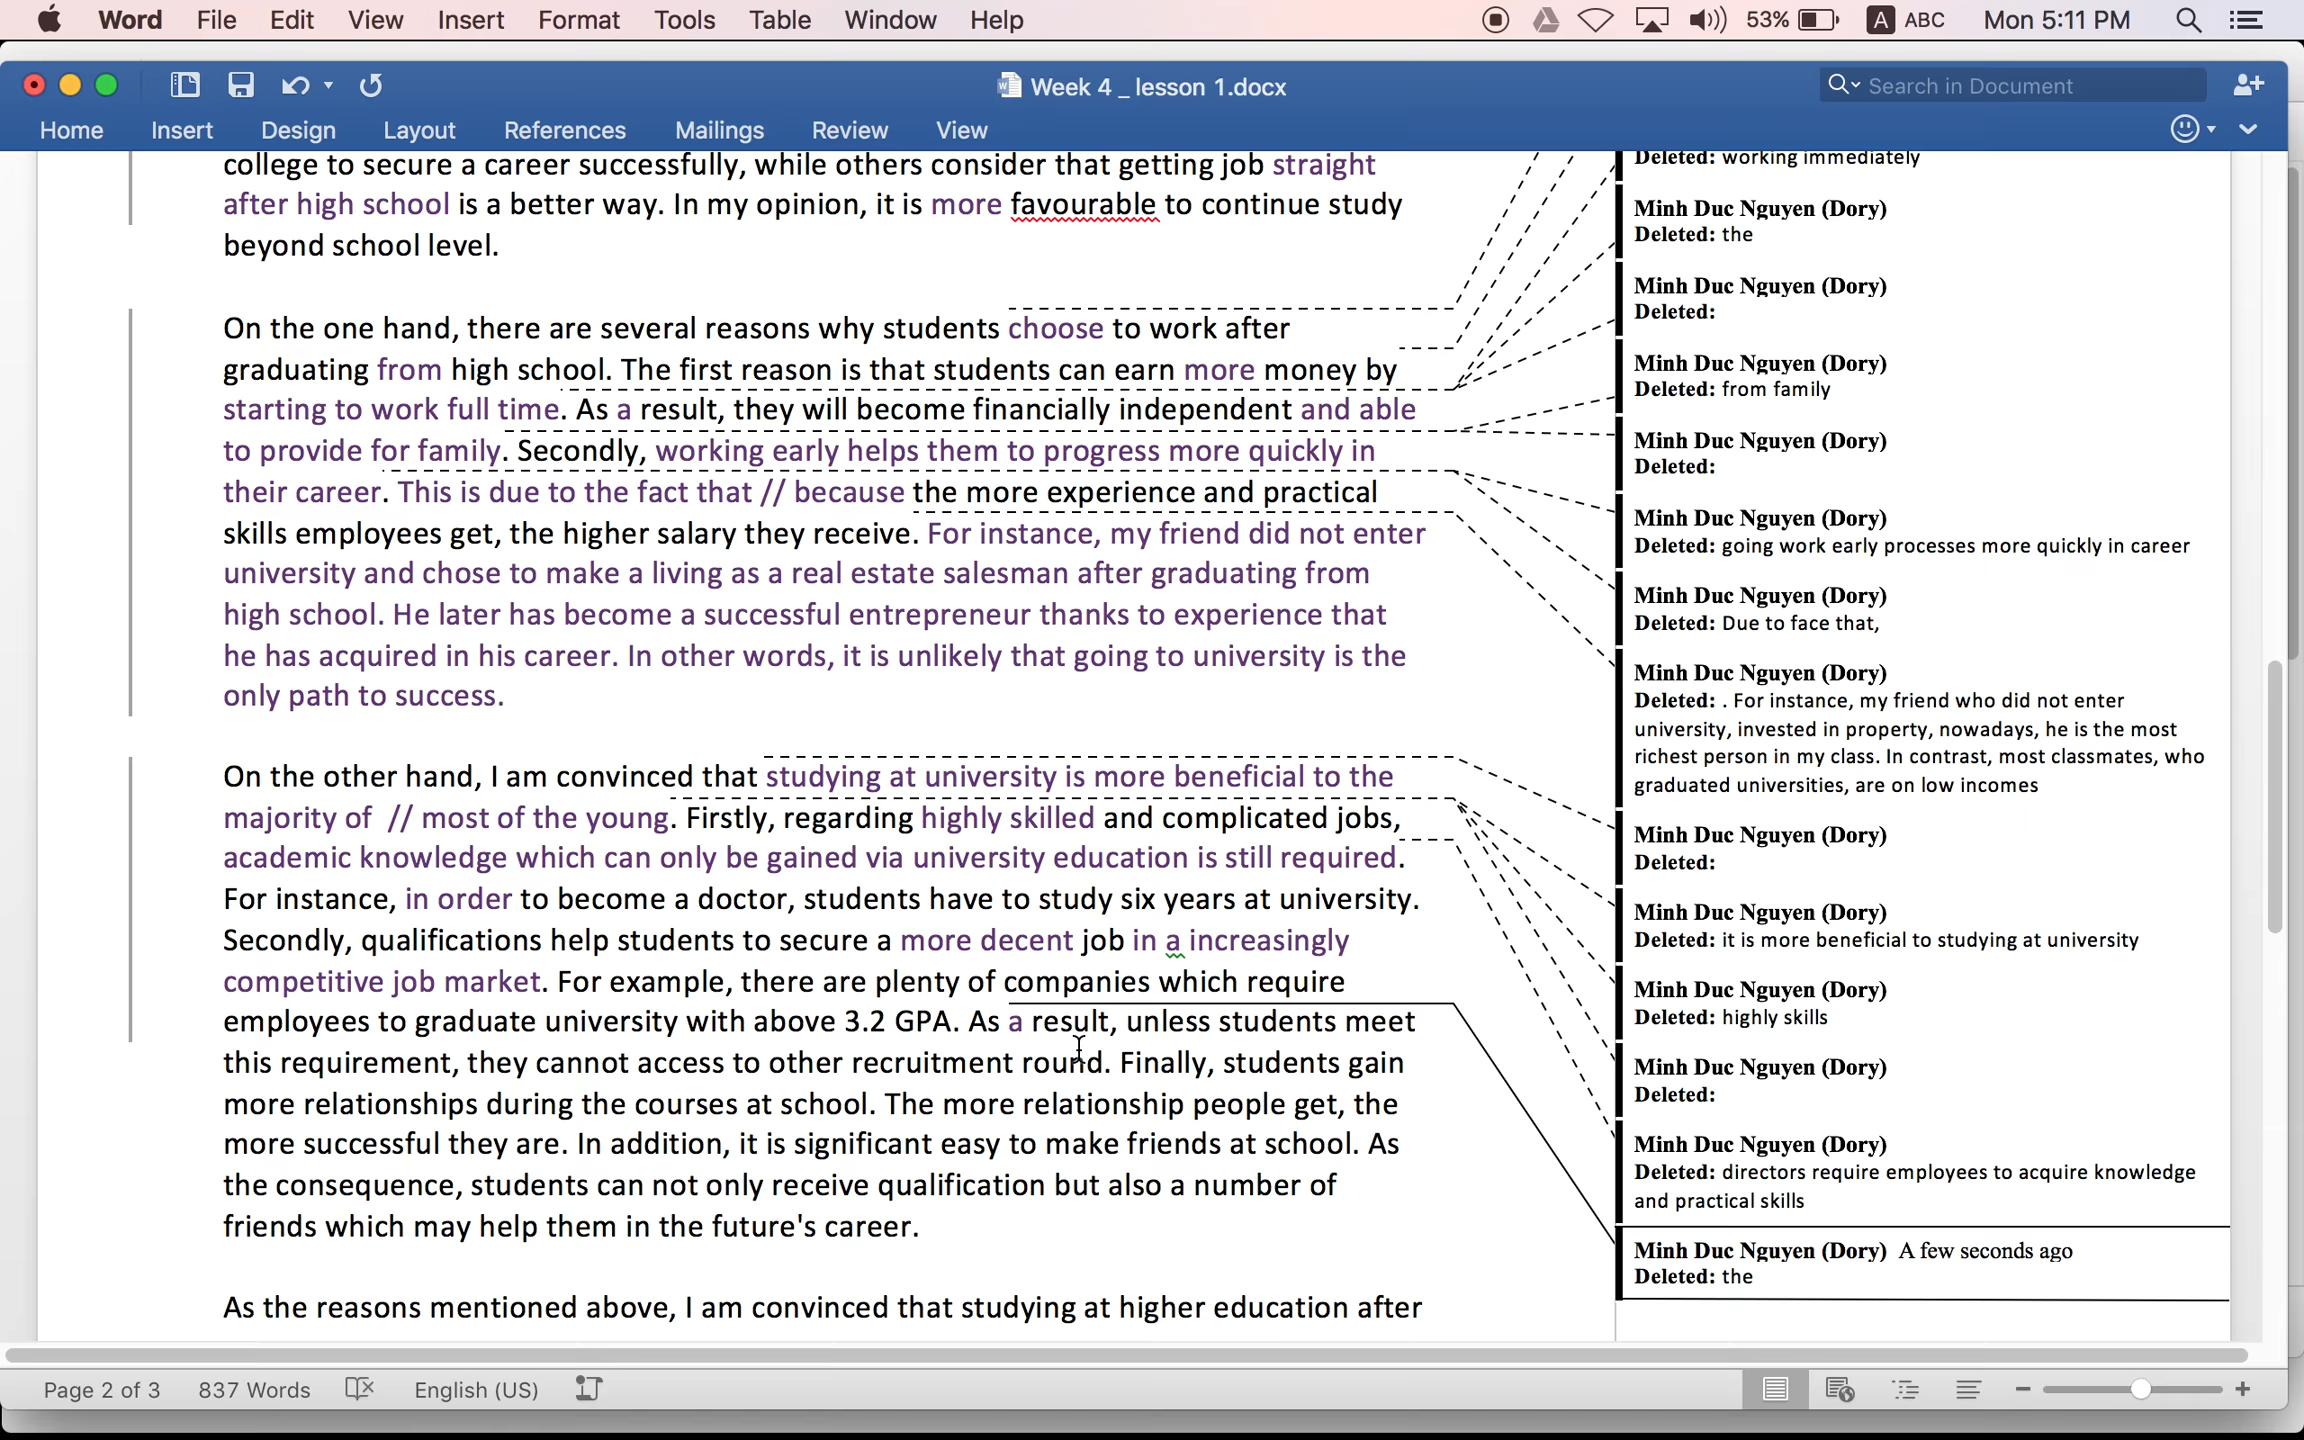 Word File Edit View Insert Format Tools Table Window Help 53% A ABC Mon 5:11 PM
Week 4 _ lesson 1.docx
Search in Document
Home Insert Design Layout References Mailings Review View
college to secure a career successfully, while others consider that getting job straight
after high school is a better way. In my opinion, it is more favourable to continue study
beyond school level.
On the one hand, there are several reasons why students choose to work after
graduating from high school. The first reason is that students can earn more money by
starting to work full time. As a result, they will become financially independent and able
to provide for family. Secondly, working early helps them to progress more quickly in
their career. This is due to the fact that // because the more experience and practical
skills employees get, the higher salary they receive. For instance, my friend did not enter
university and chose to make a living as a real estate salesman after graduating from
high school. He later has become a successful entrepreneur thanks to experience that
he has acquired in his career. In other words, it is unlikely that going to university is the
only path to success.
On the other hand, I am convinced that studying at university is more beneficial to the
majority of // most of the young. Firstly, regarding highly skilled and complicated jobs,
academic knowledge which can only be gained via university education is still required.
For instance, in order to become a doctor, students have to study six years at university.
Secondly, qualifications help students to secure a more decent job in a increasingly
competitive job market. For example, there are plenty of companies which require
employees to graduate university with above 3.2 GPA. As a result, unless students meet
this requirement, they cannot access to other recruitment round. Finally, students gain
more relationships during the courses at school. The more relationship people get, the
more successful they are. In addition, it is significant easy to make friends at school. As
the consequence, students can not only receive qualification but also a number of
friends which may help them in the future's career.
As the reasons mentioned above, I am convinced that studying at higher education after
Deleted: working immediately
Minh Duc Nguyen (Dory)
Deleted: the
Minh Duc Nguyen (Dory)
Deleted:
Minh Duc Nguyen (Dory)
Deleted: from family
Minh Duc Nguyen (Dory)
Deleted:
Minh Duc Nguyen (Dory)
Deleted: going work early processes more quickly in career
Minh Duc Nguyen (Dory)
Deleted: Due to face that,
Minh Duc Nguyen (Dory)
Deleted: . For instance, my friend who did not enter
university, invested in property, nowadays, he is the most
richest person in my class. In contrast, most classmates, who
graduated universities, are on low incomes
Minh Duc Nguyen (Dory)
Deleted:
Minh Duc Nguyen (Dory)
Deleted: it is more beneficial to studying at university
Minh Duc Nguyen (Dory)
Deleted: highly skills
Minh Duc Nguyen (Dory)
Deleted:
Minh Duc Nguyen (Dory)
Deleted: directors require employees to acquire knowledge
and practical skills
Minh Duc Nguyen (Dory) A few seconds ago
Deleted: the
Page 2 of 3 837 Words English (US)